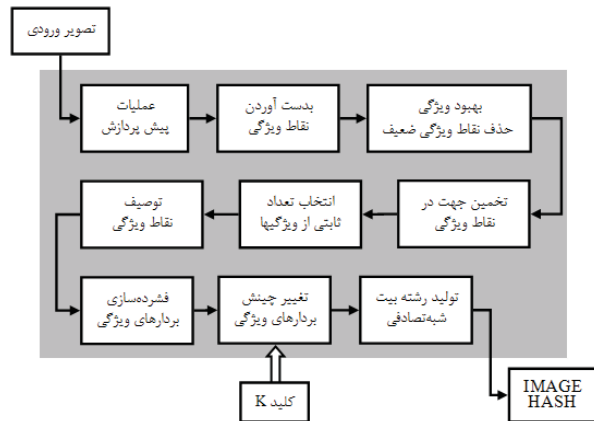 تصویر ورودی
عملیات
پیش پردازش
بدست آوردن
نقاط ویژگی
بهبود ویژگی
حذف نقاط ویژگی ضعیف
تخمین جهت در
نقاط ویژگی
انتخاب تعداد
ثابتی از ویژگیها
توصیف
نقاط ویژگی
فشرده‌سازی
بردارهای ویژگی
تغییر چینش
بردارهای ویژگی
تولید رشته بیت
شبه‌تصادفی
کلید K
IMAGE
HASH